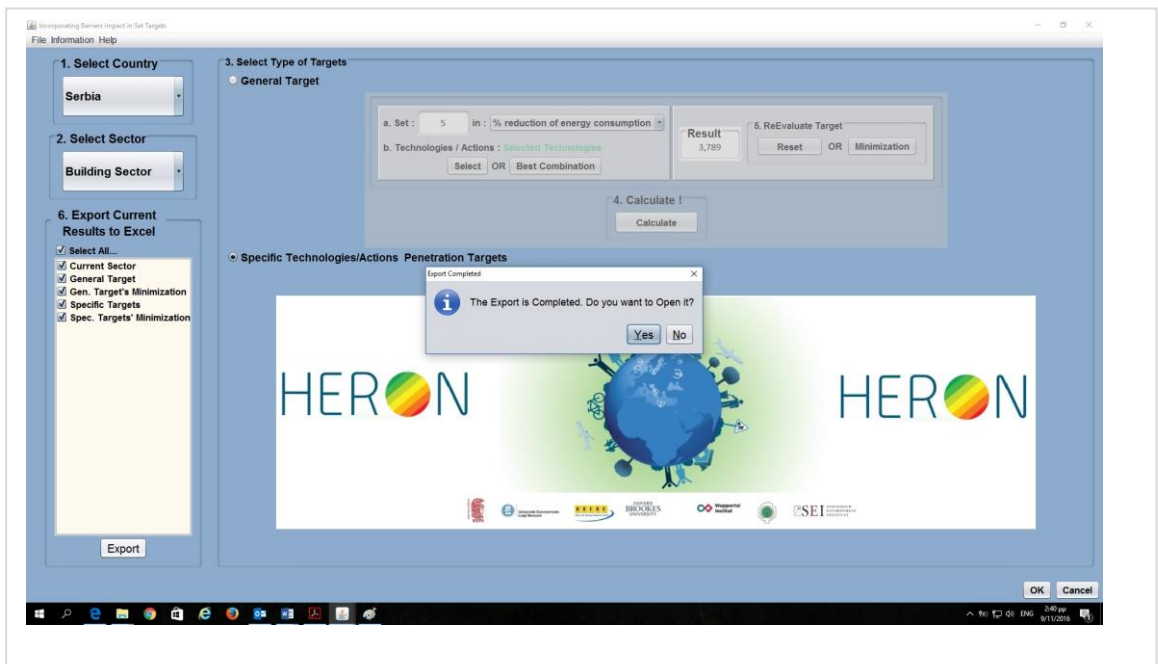 Incorporating Barriers Impact in Set Targets
File Information Help
1. Select Country
Serbia
2. Select Sector
Building Sector
6. Export Current
Results to Excel
Select All...
Current Sector
General Target
Gen. Target's Minimization
Specific Targets
Spec. Targets' Minimization
Export
3. Select Type of Targets
General Target
a. Set : 5 in : % reduction of energy consumption
b. Technologies / Actions : Selected Technologies
Select OR Best Combination
Result
3,789
5. ReEvaluate Target
Reset OR Minimization
4. Calculate !
Calculate
Specific Technologies/Actions Penetration Targets
Export Completed
The Export is Completed. Do you want to Open it?
Yes No
HERON
HERON
OXFORD
BROOKES
UNIVERSITY
Wuppertal
Institut
SEI
OK Cancel
ENG
2:40 μμ
9/11/2016